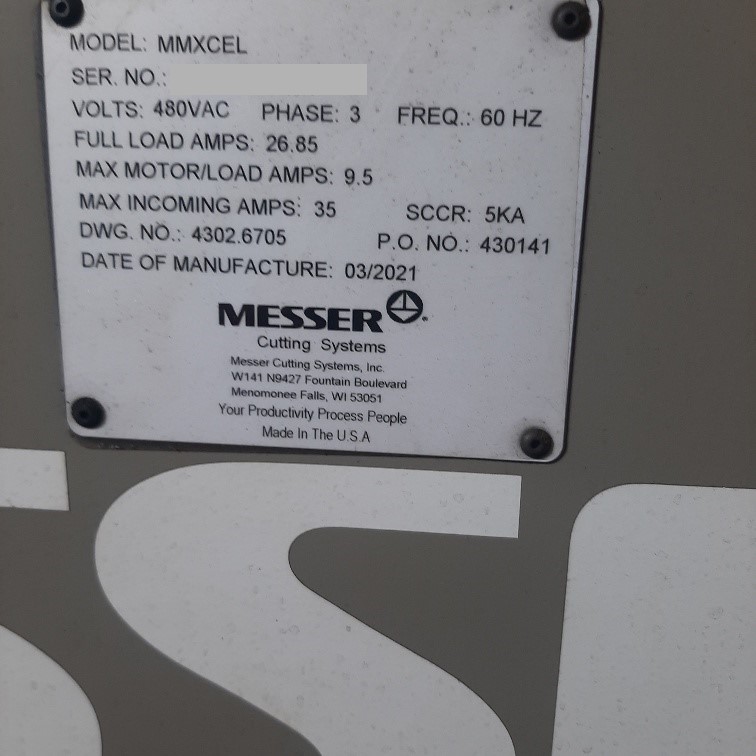 MODEL: MMXCEL
SER. NO.:
VOLTS: 480VAC PHASE: 3 FREQ.: 60 HZ
FULL LOAD AMPS: 26.85
MAX MOTOR/LOAD AMPS: 9.5
MAX INCOMING AMPS: 35 SCCR: 5KA
DWG. NO.: 4302.6705 P.O. NO.: 430141
DATE OF MANUFACTURE: 03/2021
MESSER
Cutting Systems
Messer Cutting Systems, Inc.
W141 N9427 Fountain Boulevard
Menomonee Falls, WI 53051
Your Productivity Process People
Made In The U.S.A